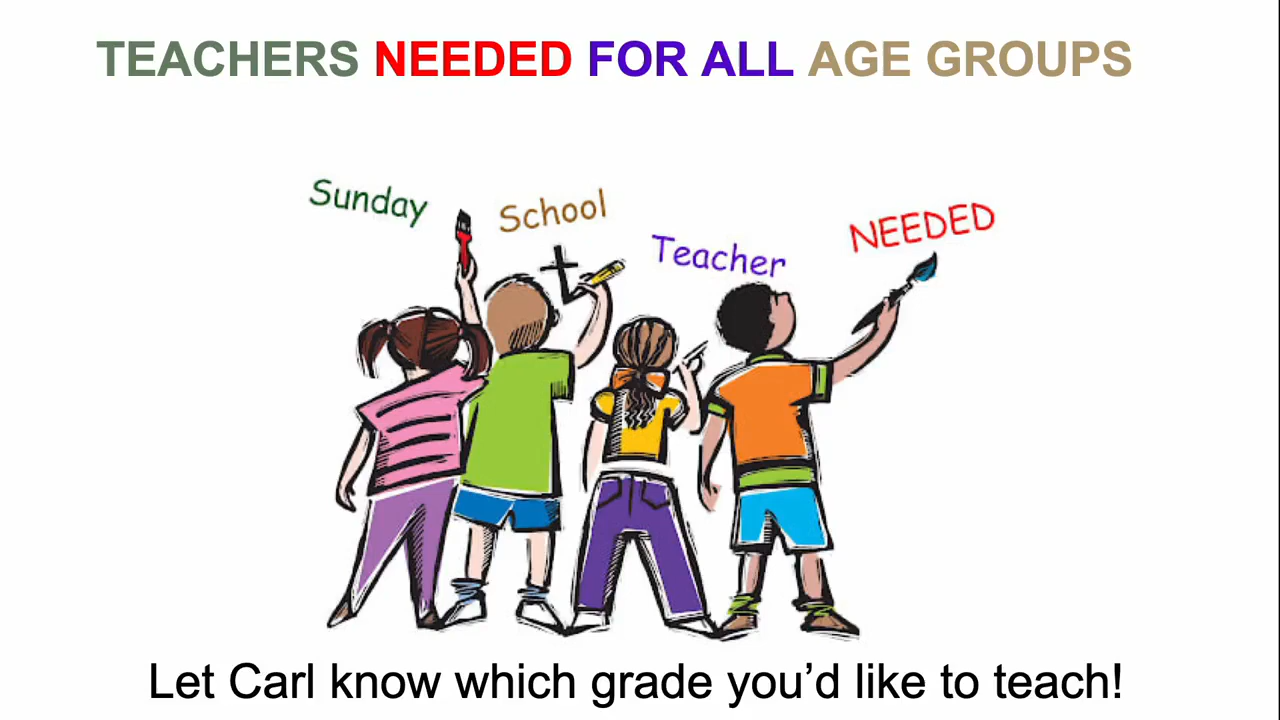 TEACHERS NEEDED FOR ALL AGE GROUPS
Sunday School Teacher NEEDED
Let Carl know which grade you’d like to teach!